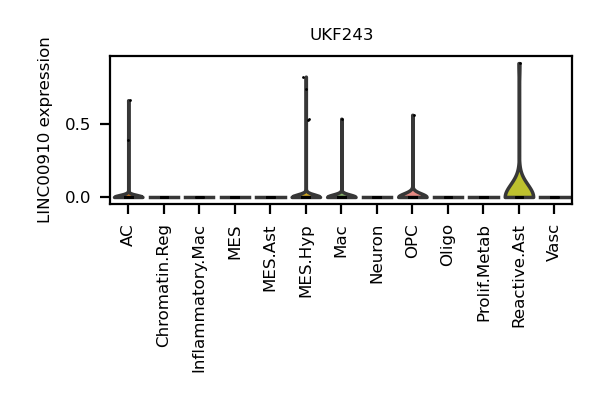 UKF243
LINC00910 expression
0.5
0.0
AC
Chromatin.Reg
Inflammatory.Mac
MES
MES.Ast
MES.Hyp
Mac
Neuron
OPC
Oligo
Prolif.Metab
Reactive.Ast
Vasc